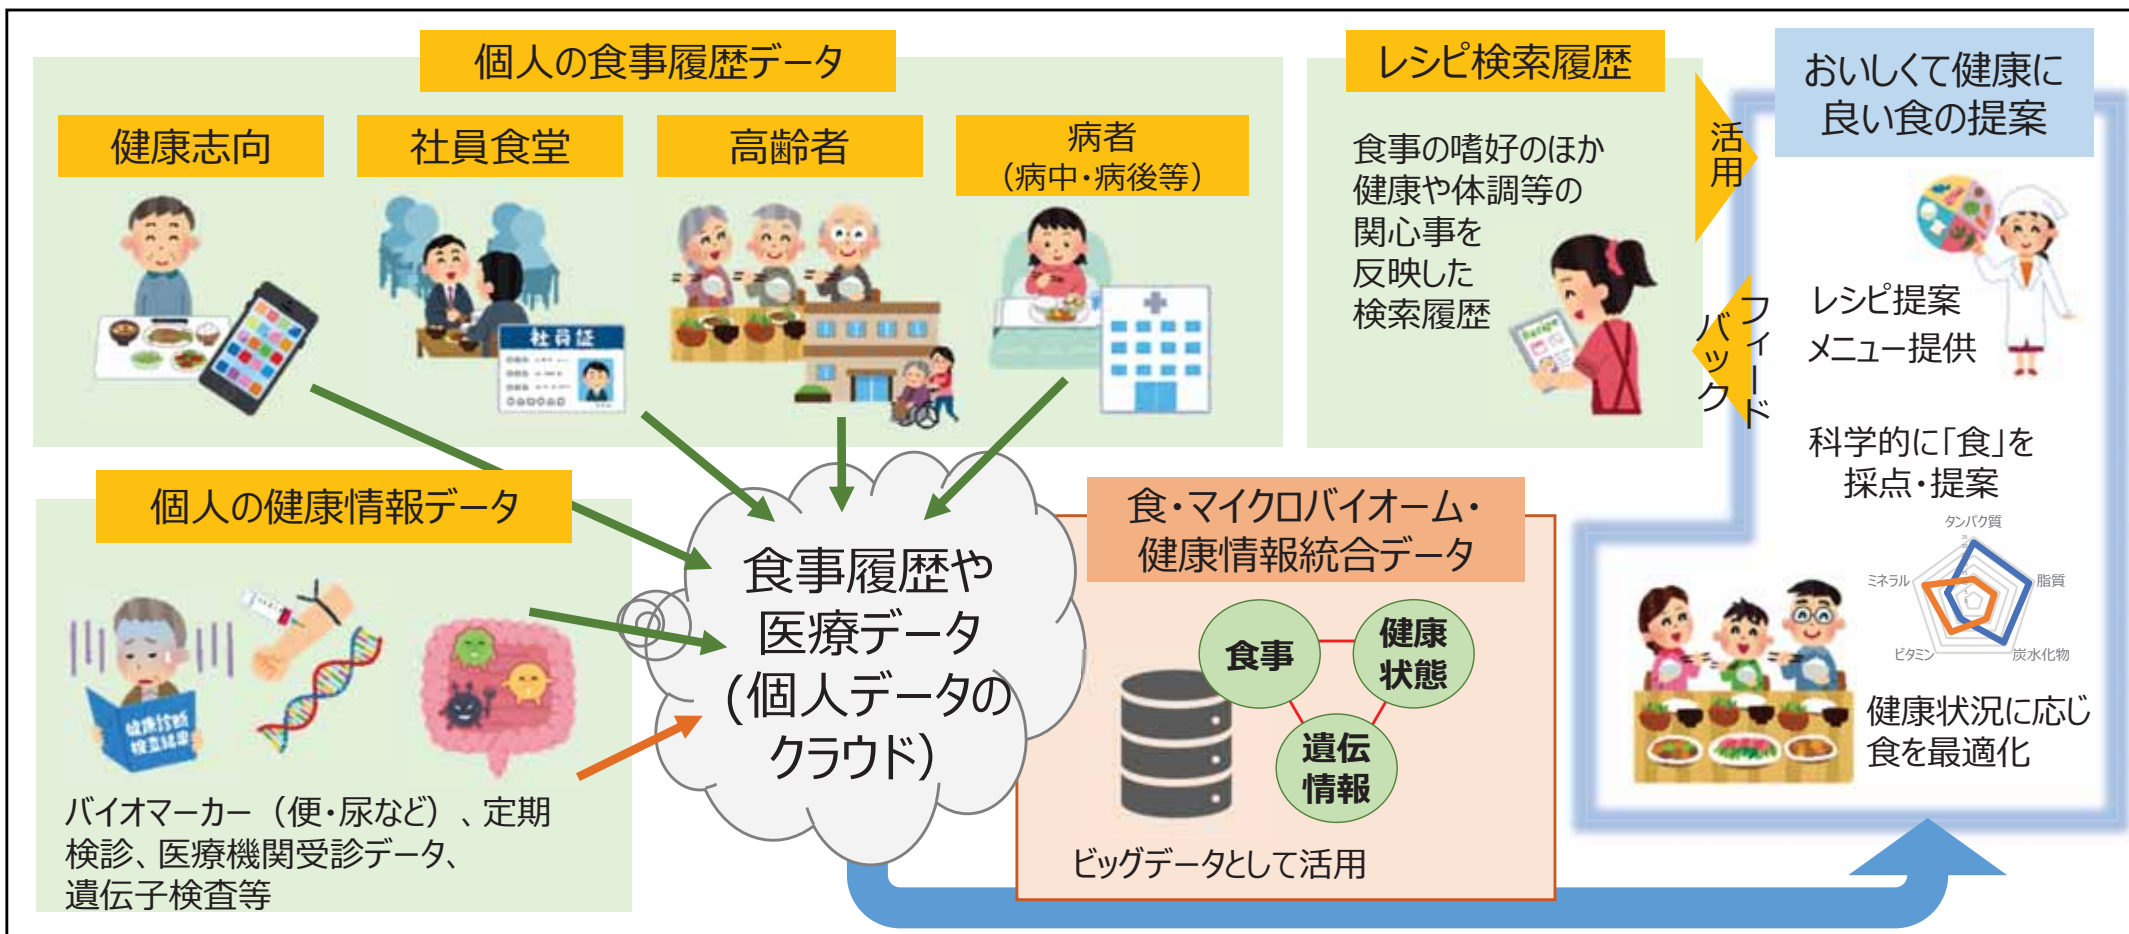 個人の食事履歴データ
健康志向
社員食堂
高齢者
病者
（病中・病後等）
社員証
レシピ検索履歴
食事の嗜好のほか
健康や体調等の
関心事を
反映した
検索履歴
Recipe
活用
フィード
バック
おいしくて健康に
良い食の提案
レシピ提案
メニュー提供
科学的に「食」を
採点・提案
タンパク質
脂質
炭水化物
ビタミン
ミネラル
健康状況に応じ
食を最適化
個人の健康情報データ
健康診断
検査結果
バイオマーカー（便・尿など）、定期
検診、医療機関受診データ、
遺伝子検査等
食事履歴や
医療データ
(個人データの
クラウド)
食・マイクロバイオーム・
健康情報統合データ
食事
健康
状態
遺伝
情報
ビッグデータとして活用